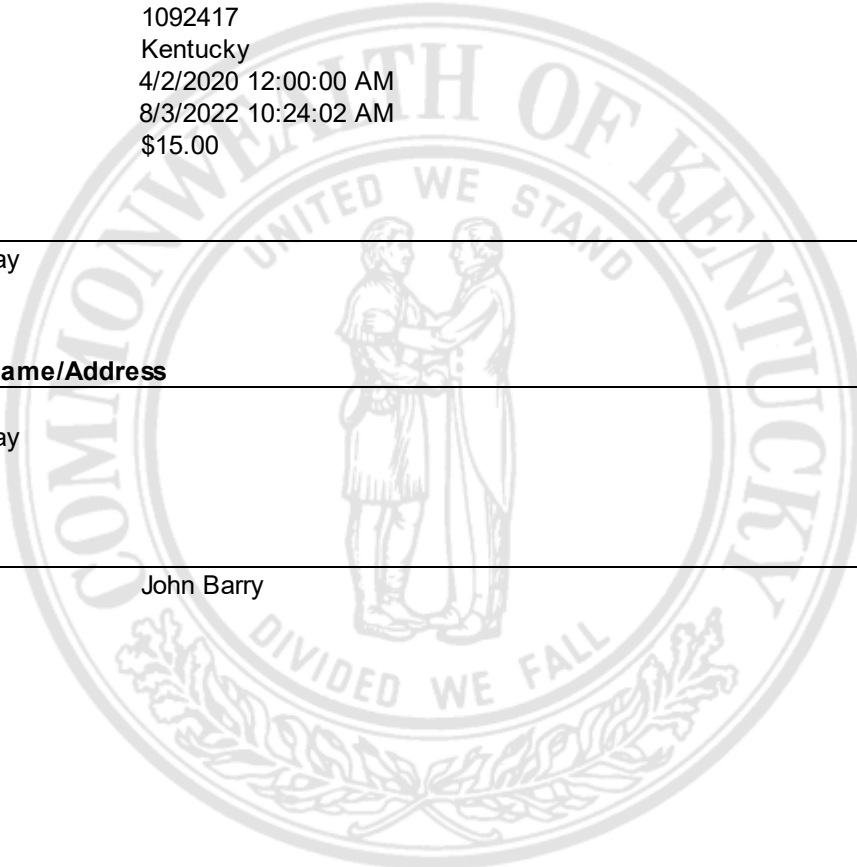 1092417
Kentucky
4/2/2020 12:00:00 AM
8/3/2022 10:24:02 AM
$15.00
COMMONWEALTH OF KENTUCKY
UNITED WE STAND
ay
ame/Address
ay
John Barry
DIVIDED WE FALL